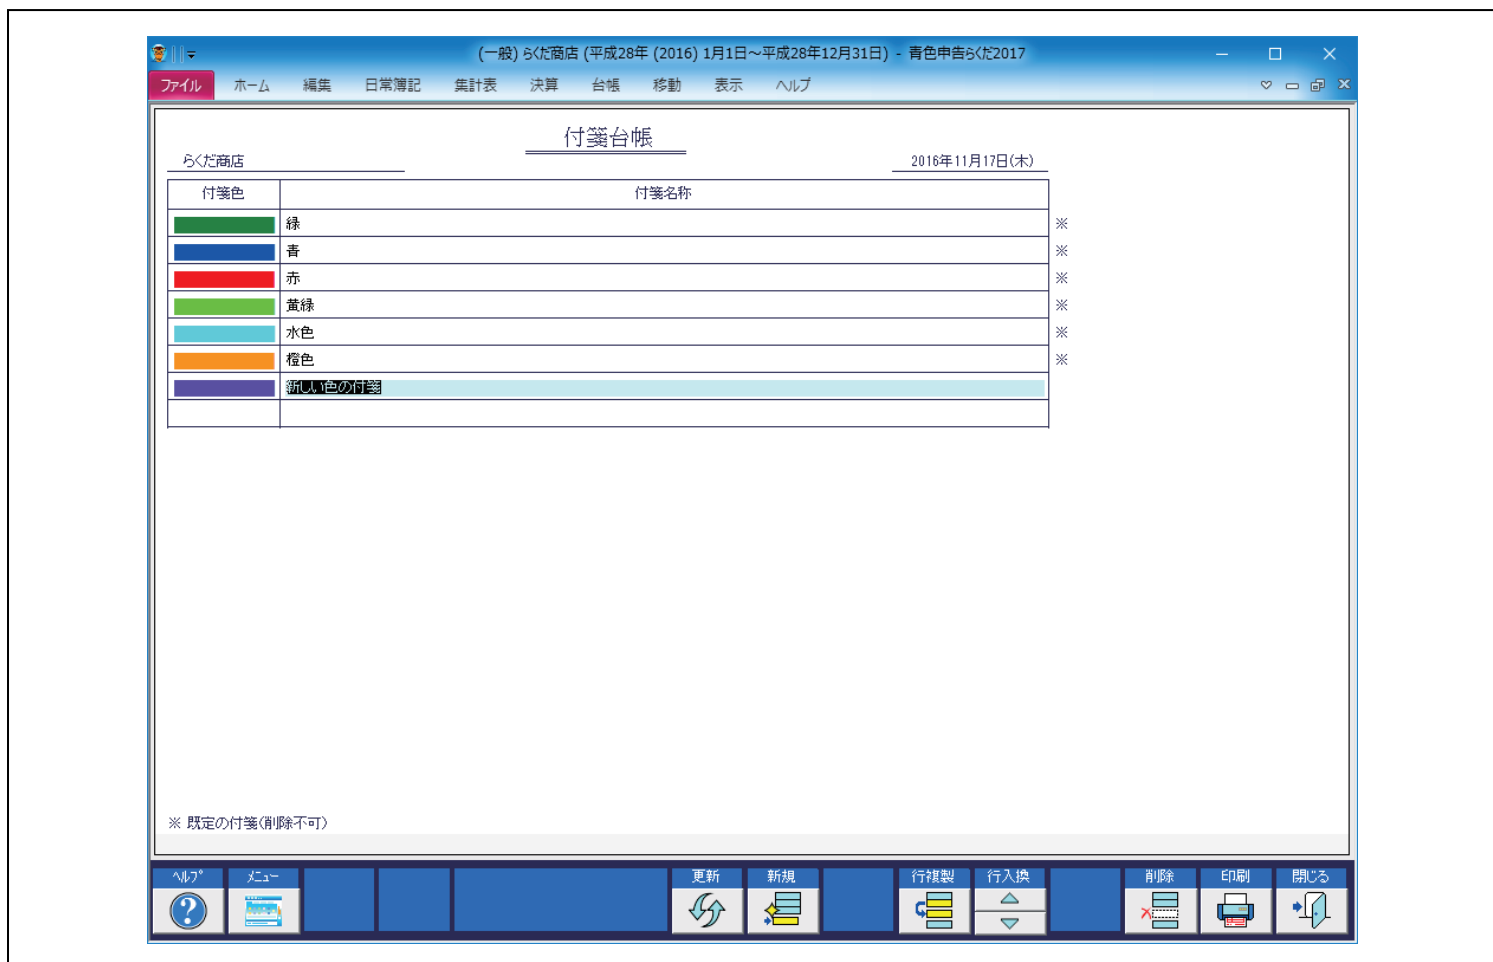 (一般) らくだ商店 (平成28年 (2016) 1月1日～平成28年12月31日) - 青色申告らくだ2017
ファイル ホーム 編集 日常簿記 集計表 決算 台帳 移動 表示 ヘルプ
付箋台帳
らくだ商店 2016年11月17日(木)
付箋色 付箋名称
緑 ※
青 ※
赤 ※
黄緑 ※
水色 ※
橙色 ※
新しい色の付箋
※ 既定の付箋(削除不可)
ヘルプ メニュー 更新 新規 行複製 行入換 削除 印刷 閉じる